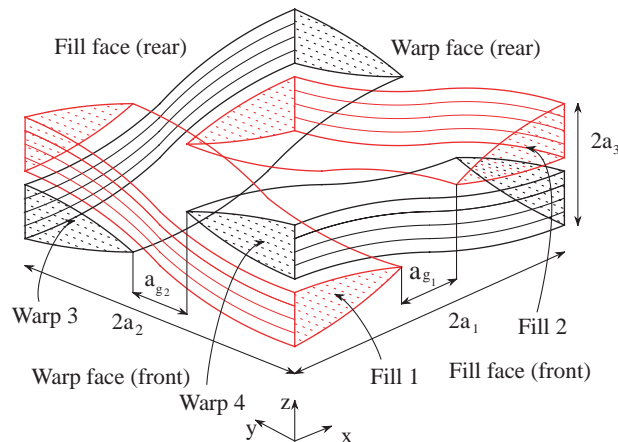 Fill face (rear)
Warp face (rear)
2a3
ag2
ag1
Warp 3
2a2
2a1
Fill 2
Warp face (front)
Fill 1
Fill face (front)
Warp 4
z
y
x